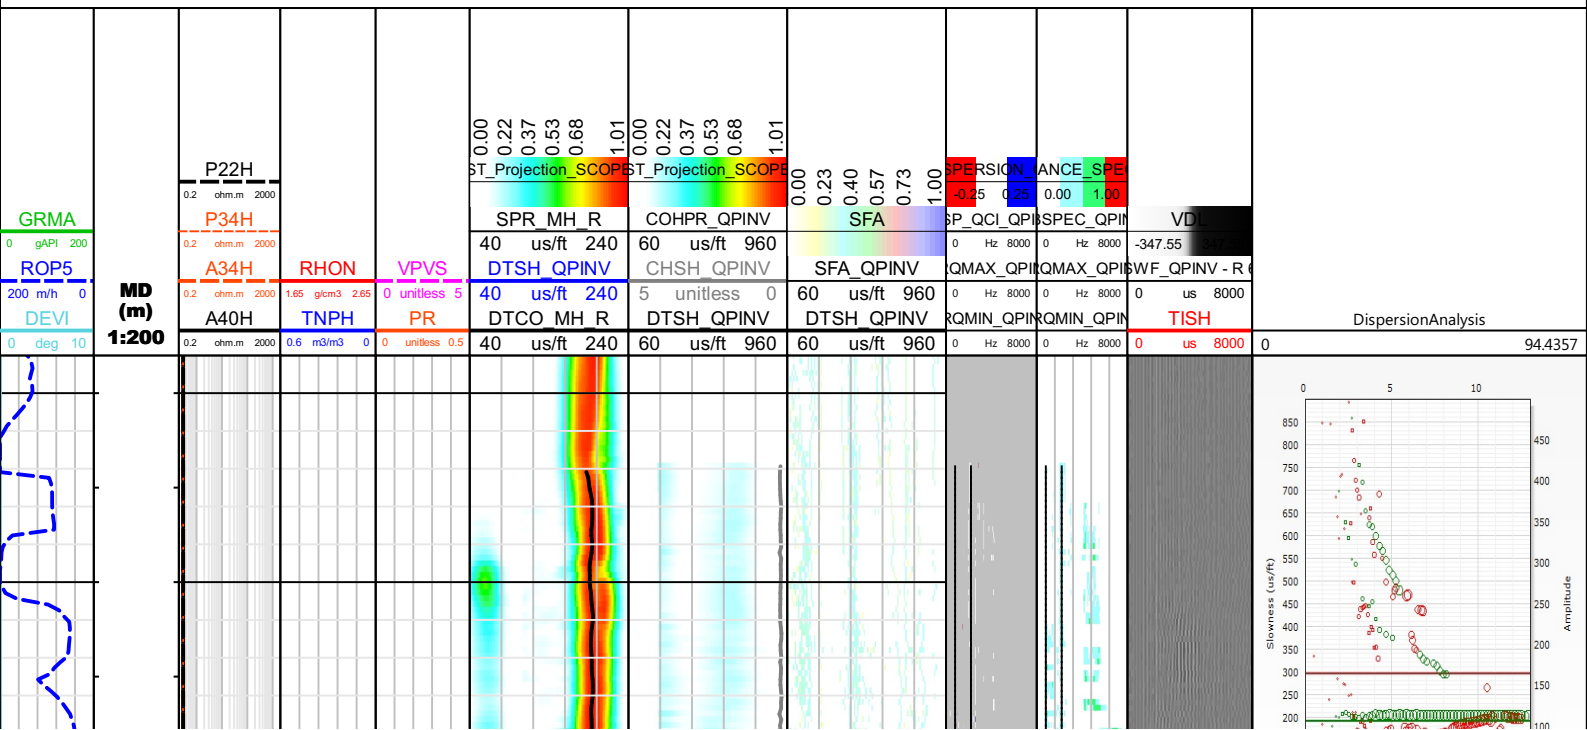 GRMA
0 gAPI 200
ROP5
200 m/h 0
DEVI
0 deg 10
MD
(m)
1:200
P22H
0.2 ohm.m 2000
P34H
0.2 ohm.m 2000
A34H
0.2 ohm.m 2000
A40H
0.2 ohm.m 2000
RHON
1.65 g/cm3 2.65
TNPH
0.6 m3/m3 0
VPVS
0 unitless 5
PR
0 unitless 0.5
0.00 0.22 0.37 0.53 0.68 1.01
ST_Projection_SCOPE
SPR_MH_R
40 us/ft 240
DTSH_QPINV
40 us/ft 240
DTCO_MH_R
40 us/ft 240
0.00 0.22 0.37 0.53 0.68 1.01
ST_Projection_SCOPE
COHPR_QPINV
60 us/ft 960
CHSH_QPINV
5 unitless 0
DTSH_QPINV
60 us/ft 960
0.00 0.23 0.40 0.57 0.73 1.00
SFA
SFA_QPINV
60 us/ft 960
DTSH_QPINV
60 us/ft 960
SPERSION_
-0.25 0.25
SP_QCI_QPI
0 Hz 8000
RQMAX_QPI
0 Hz 8000
RQMIN_QPIN
0 Hz 8000
ANCE_SPE
0.00 1.00
BSPEC_QPIN
0 Hz 8000
RQMAX_QPI
0 Hz 8000
RQMIN_QPIN
0 Hz 8000
VDL
-347.55
SWF_QPINV - R
0 us 8000
TISH
0 us 8000
DispersionAnalysis
0 94.4357
0 5 10
850
800
750
700
650
600
550
500
450
400
350
300
250
200
Slowness (us/ft)
450
400
350
300
250
200
150
100
Amplitude